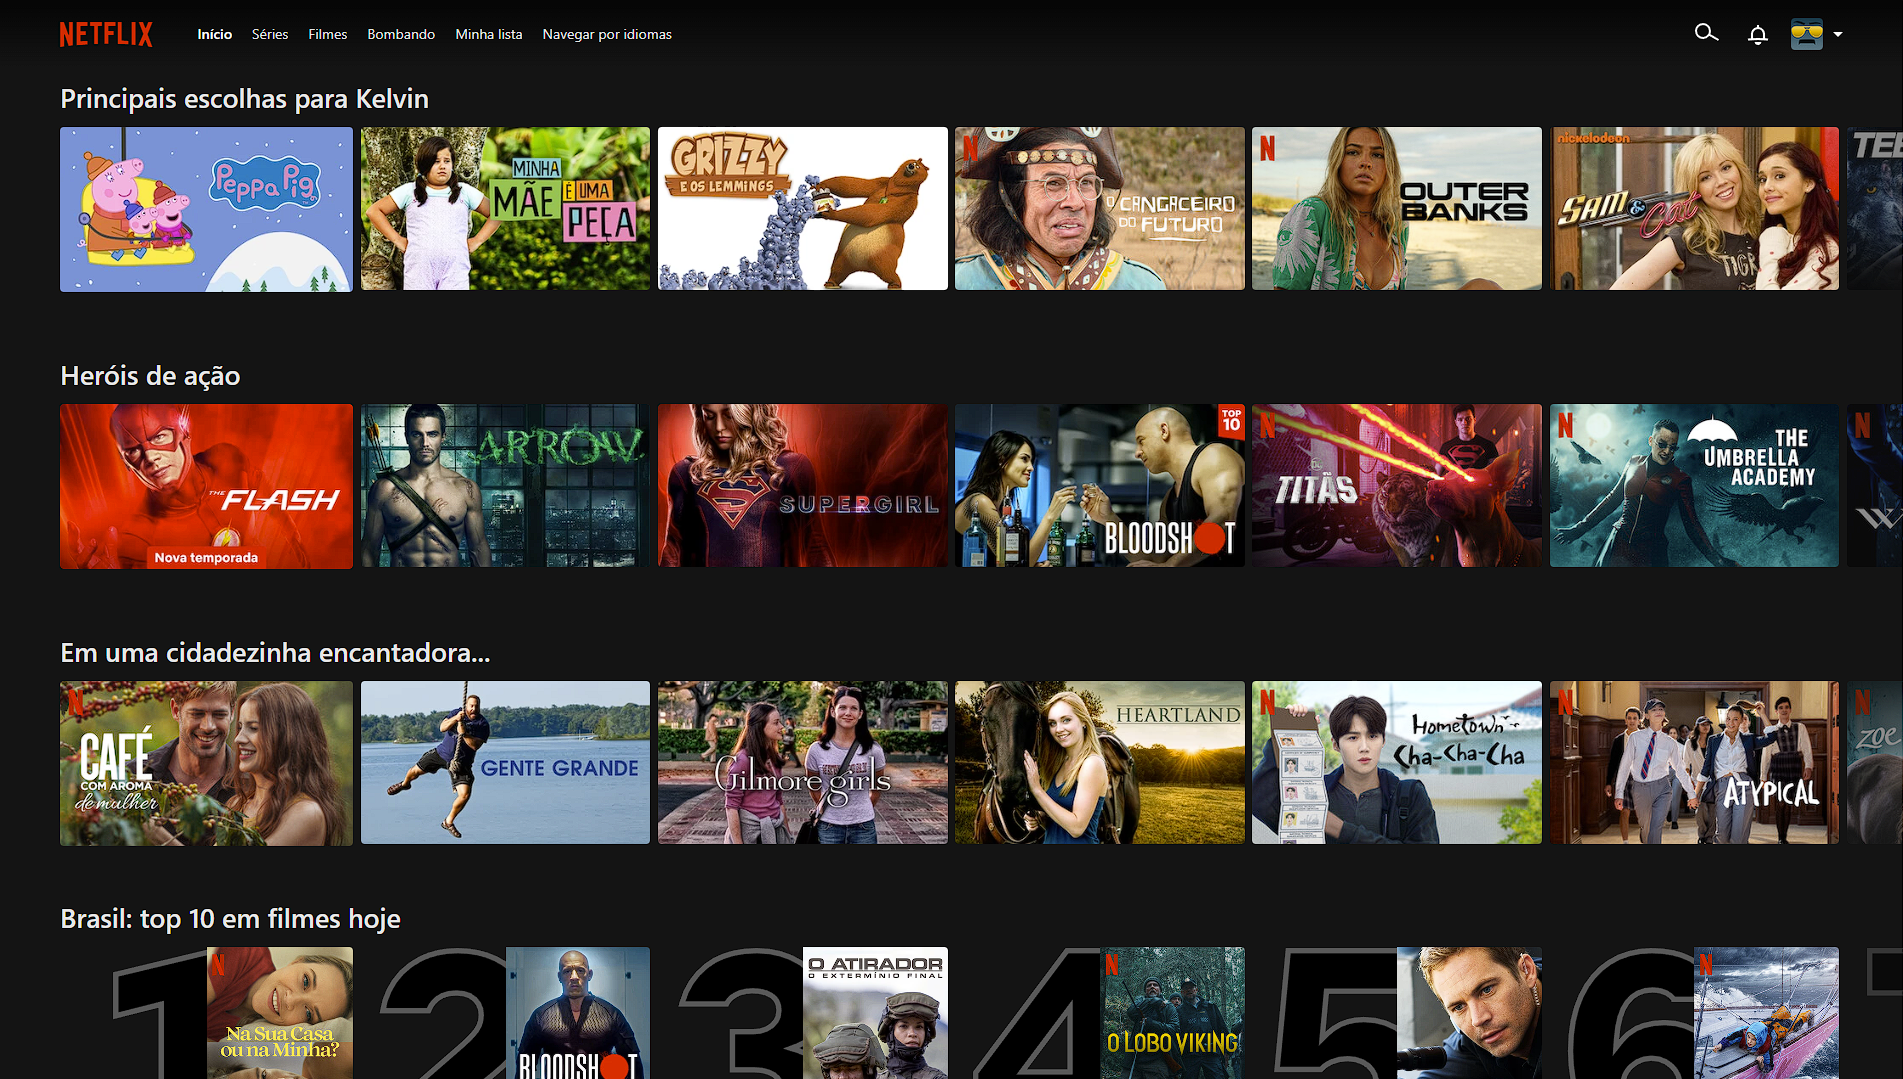 NETFLIX
Início Séries Filmes Bombando Minha lista Navegar por idiomas
Principais escolhas para Kelvin
Peppa Pig
MINHA
MÃE É UMA
PEÇA
GRIZZY
E OS LEMMINGS
N
O CANGACEIRO
DO FUTURO
N
OUTER
BANKS
nickelodeon
SAM & Cat
Heróis de ação
THE
FLASH
Nova temporada
ARROW
SUPERGIRL
TOP
10
BLOODSHOT
N
DC
TITÃS
N
THE
UMBRELLA
ACADEMY
N
Em uma cidadezinha encantadora...
N
CAFÉ
COM AROMA
de mulher
GENTE GRANDE
Gilmore girls
HEARTLAND
N
Hometown
Cha-Cha-Cha
N
ATYPICAL
N
zoe
Brasil: top 10 em filmes hoje
1
N
Na Sua Casa
ou na Minha?
2
BLOODSHOT
3
O ATIRADOR
O EXTERMÍNIO FINAL
4
N
O LOBO VIKING
5
6
N